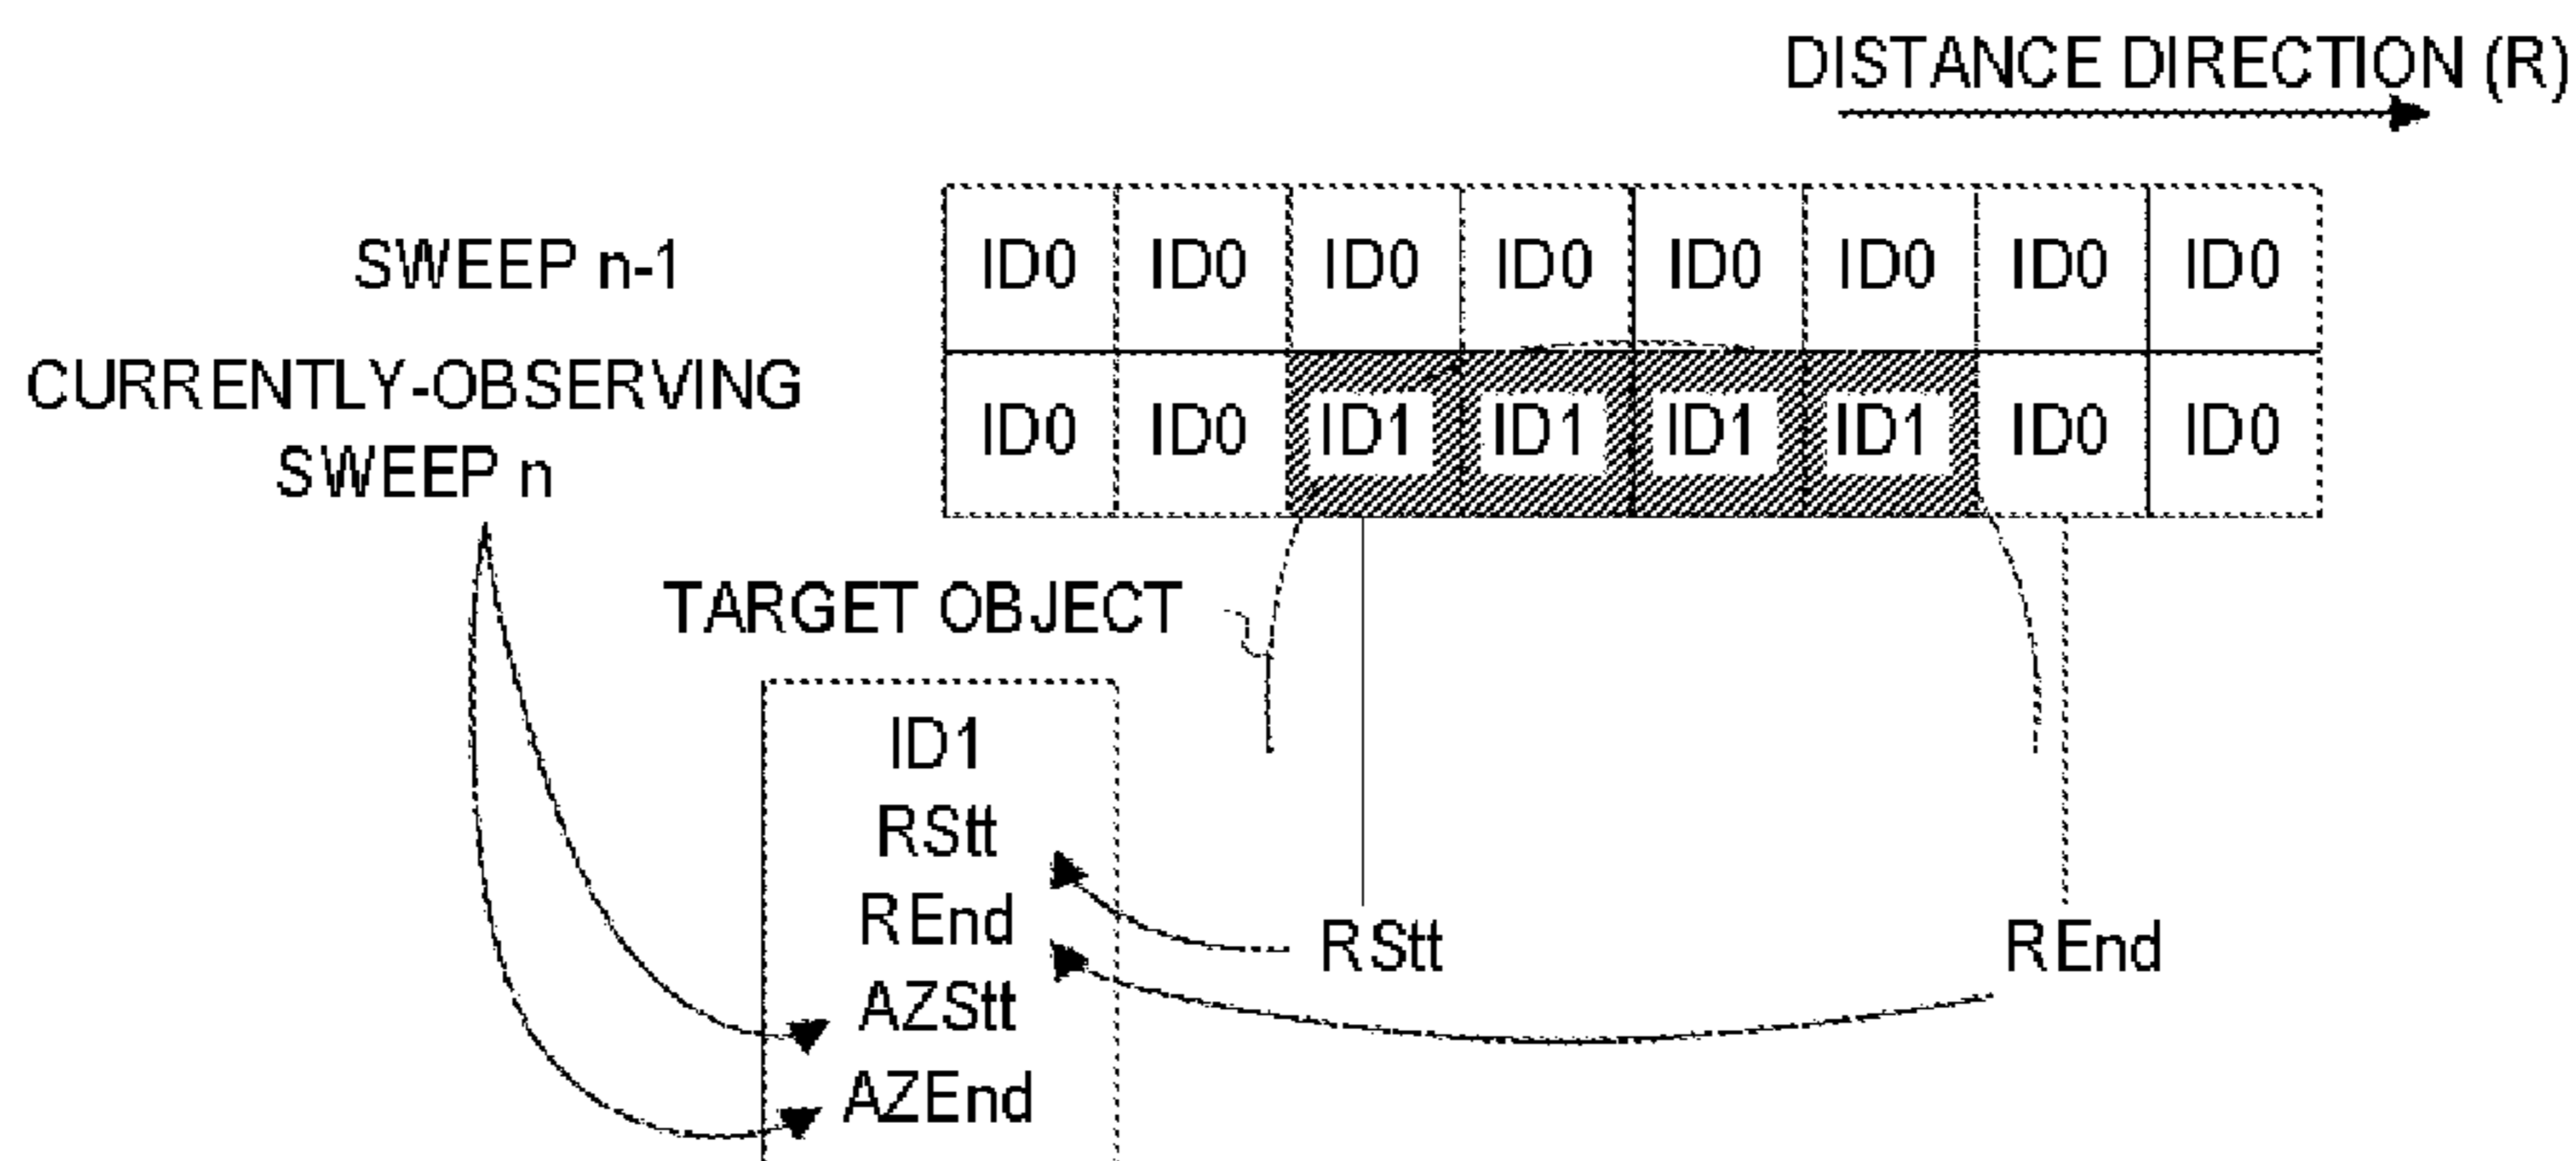 DISTANCE DIRECTION (R)
SWEEP n-1
ID0 ID0 ID0 ID0 ID0 ID0 ID0 ID0
CURRENTLY-OBSERVING
SWEEP n
ID0 ID0 ID1 ID1 ID1 ID1 ID0 ID0
TARGET OBJECT
ID1
RStt
REnd
AZStt
AZEnd
RStt
REnd